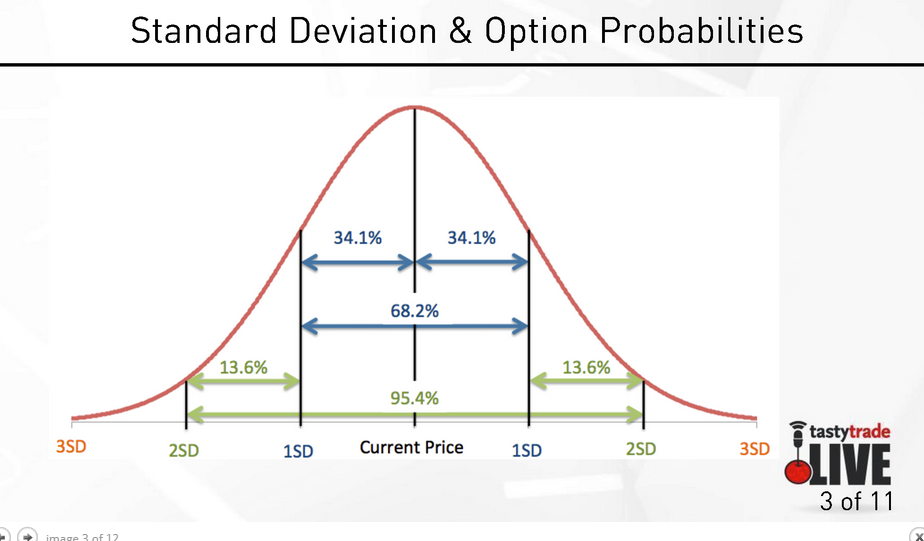 Standard Deviation & Option Probabilities
34.1%
34.1%
68.2%
13.6%
13.6%
95.4%
3SD
2SD
1SD
Current Price
1SD
2SD
3SD
tastytrade
LIVE
3 of 11
image 3 of 12
X